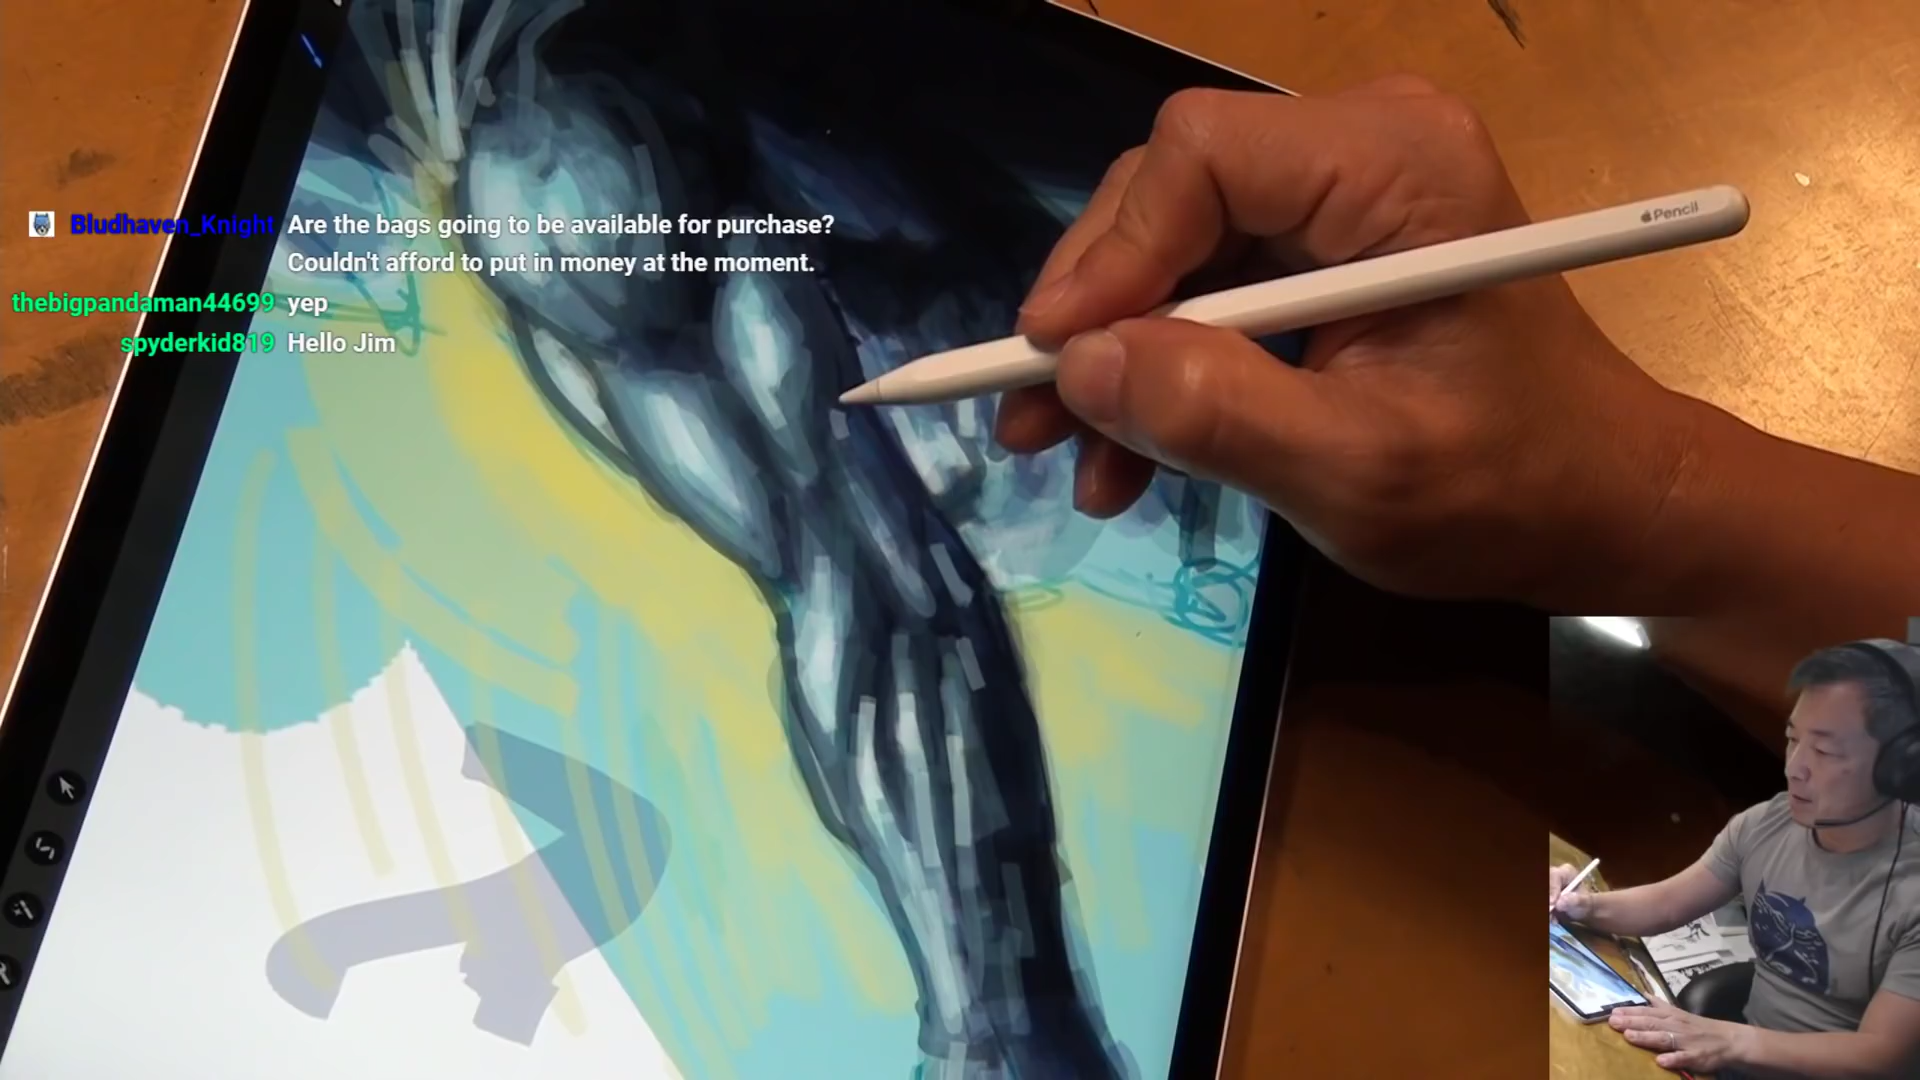 Bludhaven_Knight Are the bags going to be available for purchase?
Couldn't afford to put in money at the moment.
thebigpandaman44699 yep
spyderkid819 Hello Jim
Pencil